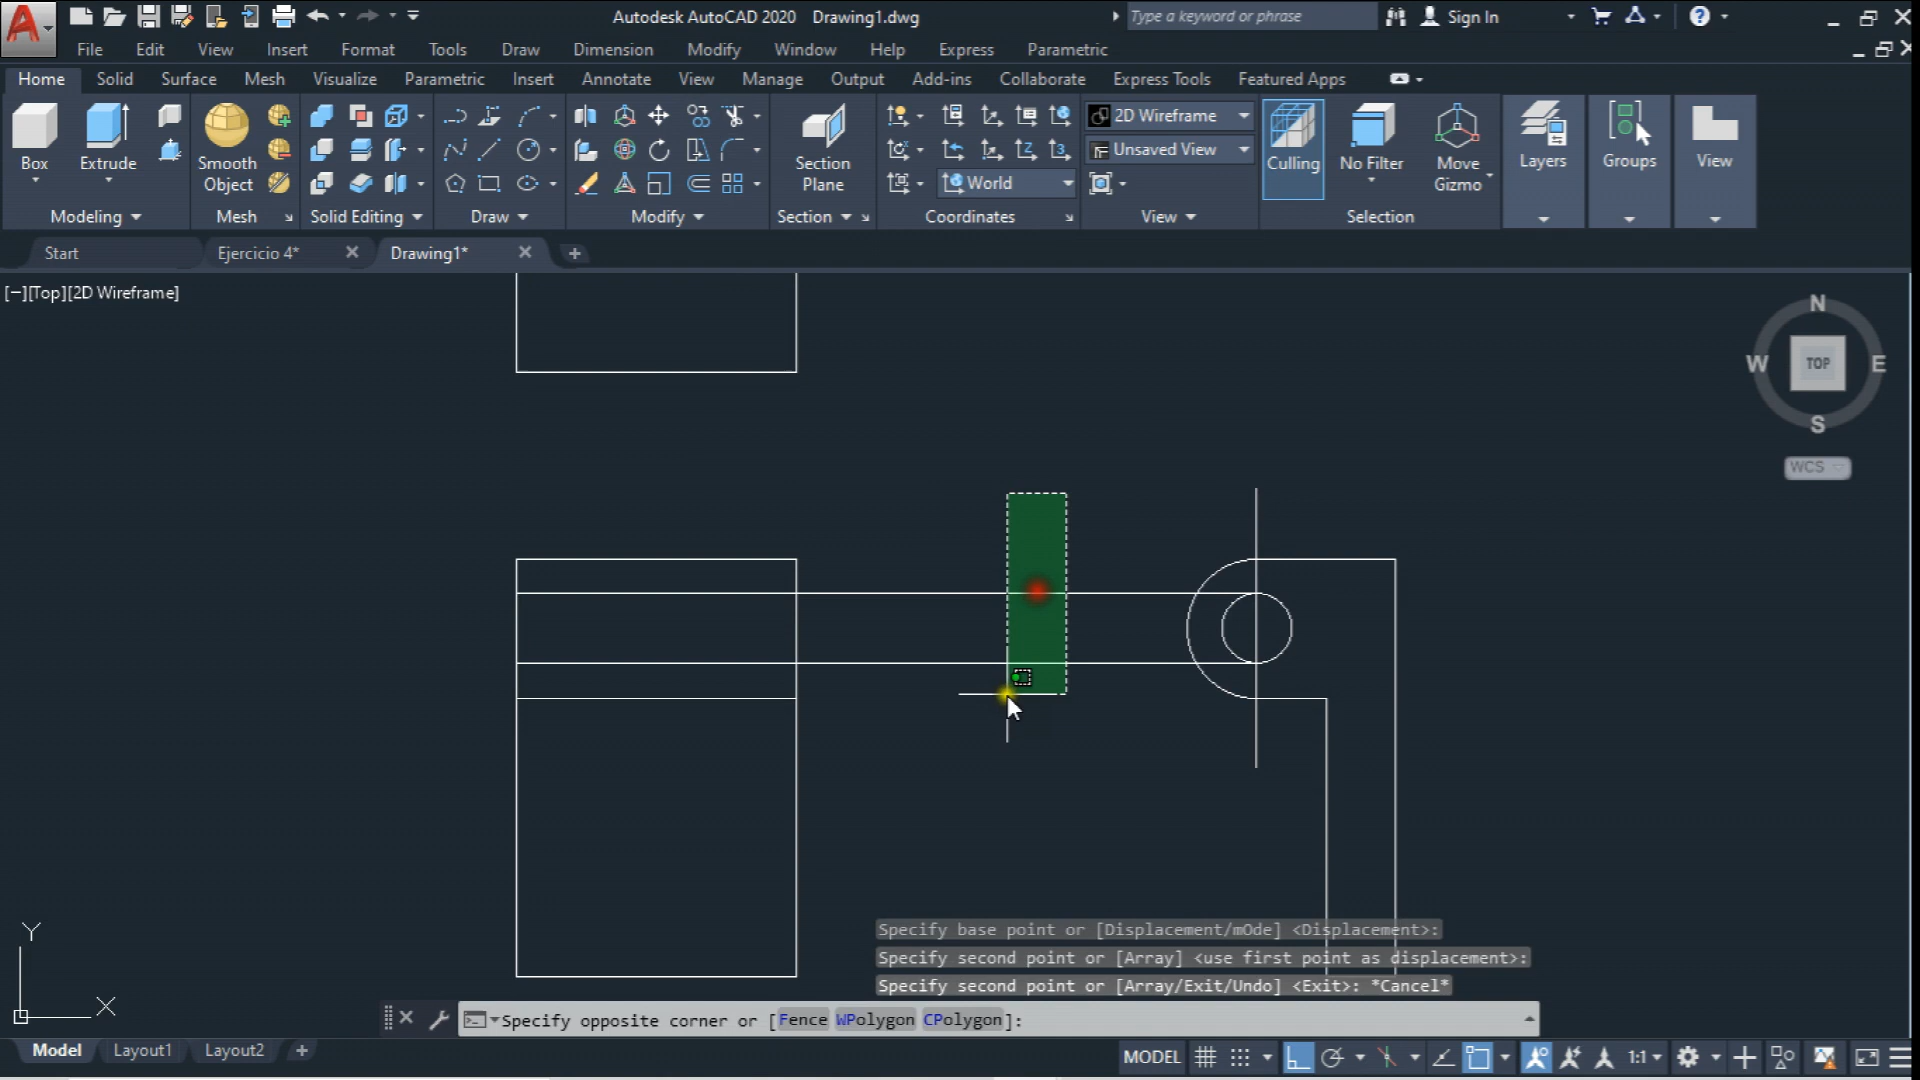 Autodesk AutoCAD 2020 Drawing1.dwg
Type a keyword or phrase
Sign In
File Edit View Insert Format Tools Draw Dimension Modify Window Help Express Parametric
Home Solid Surface Mesh Visualize Parametric Insert Annotate View Manage Output Add-ins Collaborate Express Tools Featured Apps
Box
Extrude
Smooth
Object
Section
Plane
2D Wireframe
Unsaved View
World
Culling
No Filter
Move
Gizmo
Layers
Groups
View
Modeling
Mesh
Solid Editing
Draw
Modify
Section
Coordinates
View
Selection
Start
Ejercicio 4*
Drawing1*
[−][Top][2D Wireframe]
N
W
TOP
E
S
WCS
Y
X
Specify base point or [Displacement/mOde] <Displacement>:
Specify second point or [Array] <use first point as displacement>:
Specify second point or [Array/Exit/Undo] <Exit>: *Cancel*
Specify opposite corner or [Fence WPolygon CPolygon]:
Model Layout1 Layout2 +
MODEL
1:1